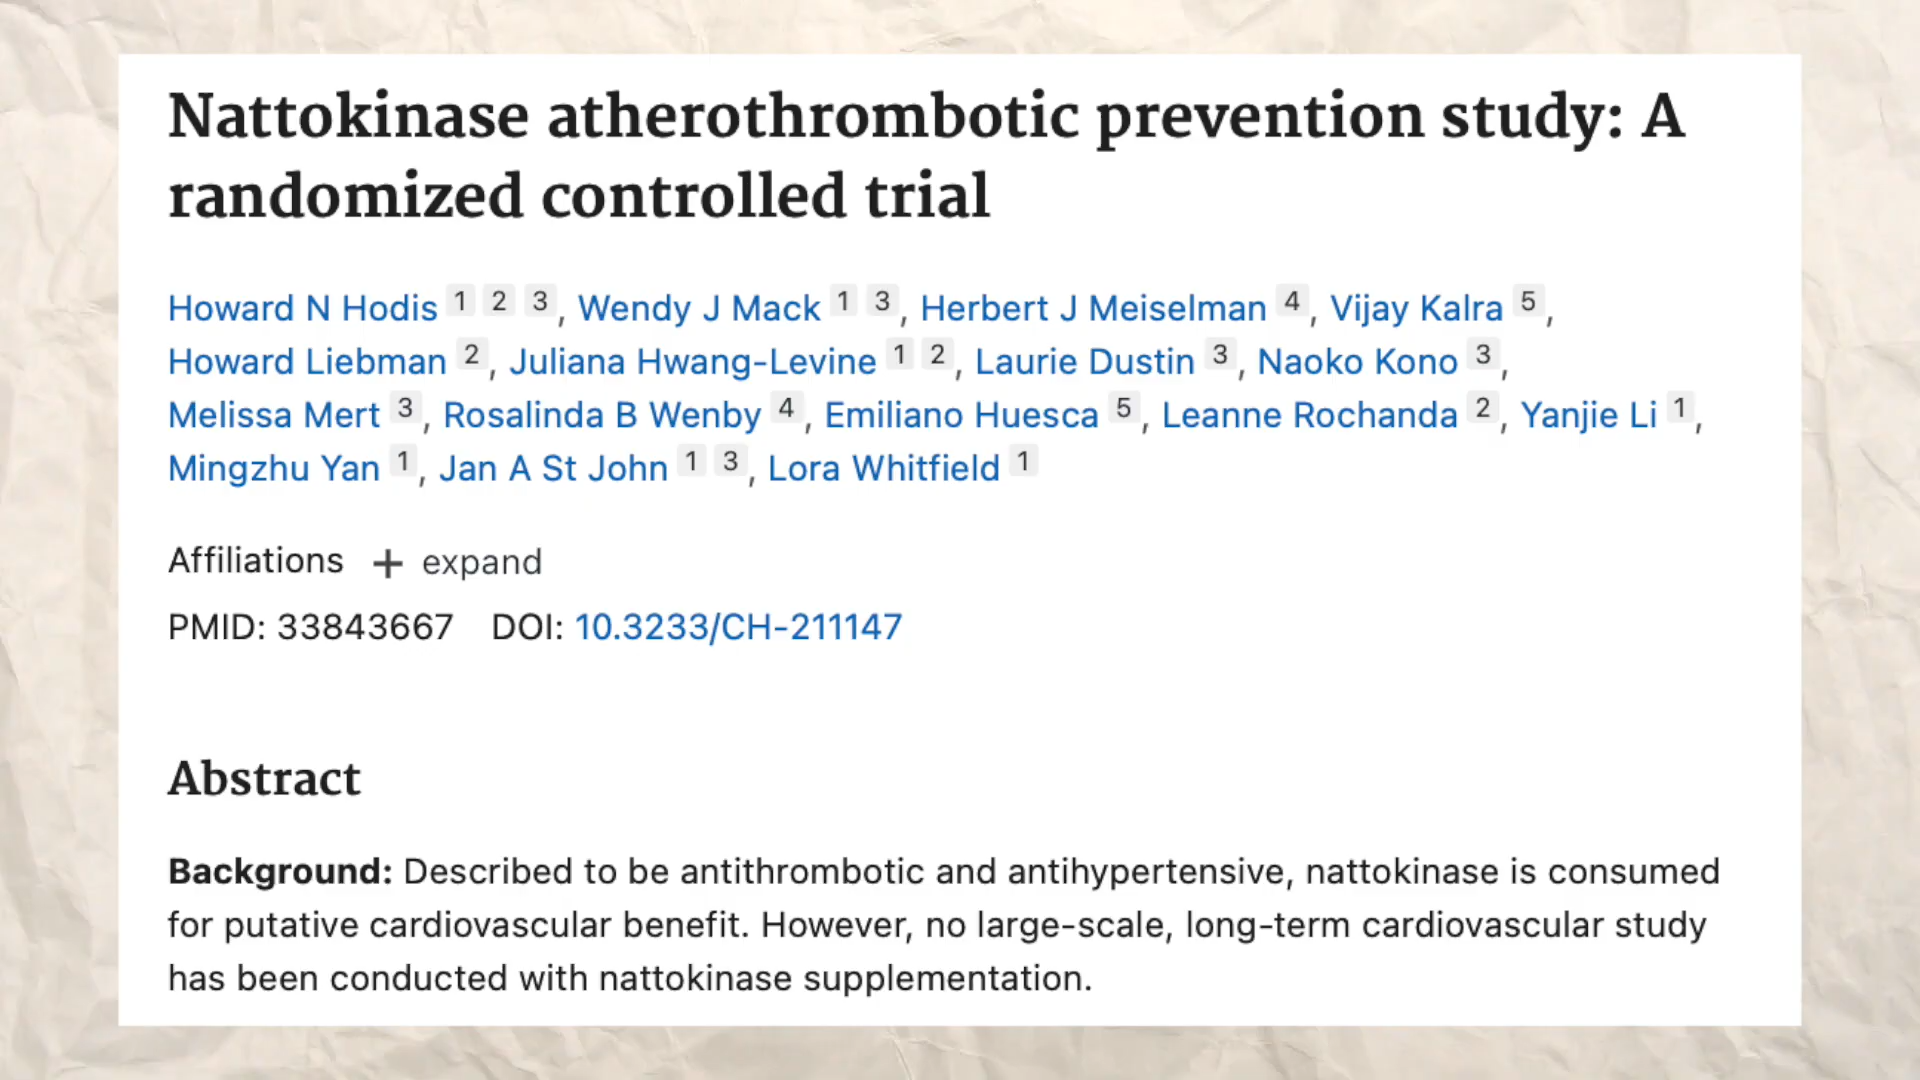 Nattokinase atherothrombotic prevention study: A
randomized controlled trial
Howard N Hodis 1 2 3, Wendy J Mack 1 3, Herbert J Meiselman 4, Vijay Kalra 5,
Howard Liebman 2, Juliana Hwang-Levine 1 2, Laurie Dustin 3, Naoko Kono 3,
Melissa Mert 3, Rosalinda B Wenby 4, Emiliano Huesca 5, Leanne Rochanda 2, Yanjie Li 1,
Mingzhu Yan 1, Jan A St John 1 3, Lora Whitfield 1
Affiliations + expand
PMID: 33843667 DOI: 10.3233/CH-211147
Abstract
Background: Described to be antithrombotic and antihypertensive, nattokinase is consumed
for putative cardiovascular benefit. However, no large-scale, long-term cardiovascular study
has been conducted with nattokinase supplementation.